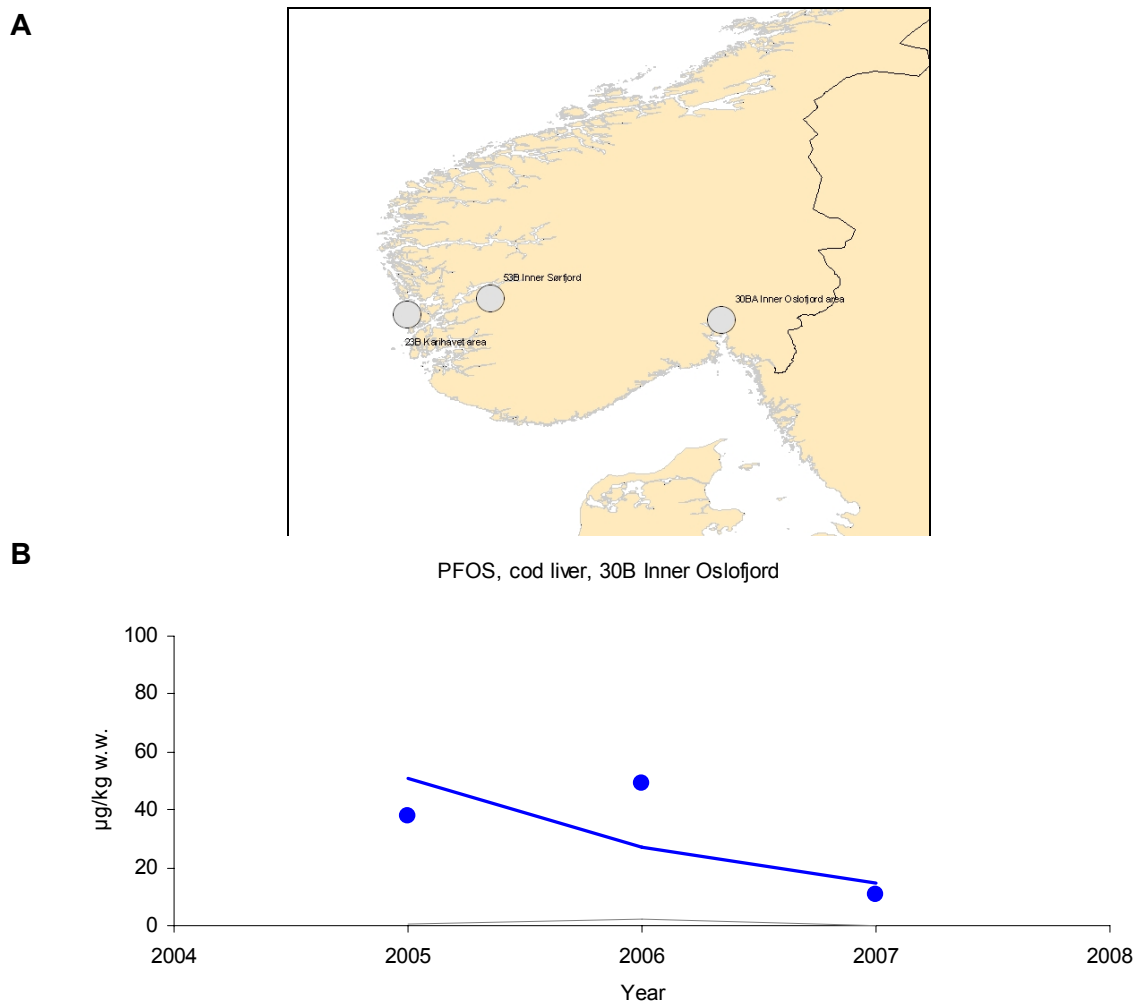 A
53B Inner Sørfjord
30BA Inner Oslofjord area
23B Karihavet area
B
PFOS, cod liver, 30B Inner Oslofjord
100
80
60
40
20
0
µg/kg w.w.
2004 2005 2006 2007 2008
Year